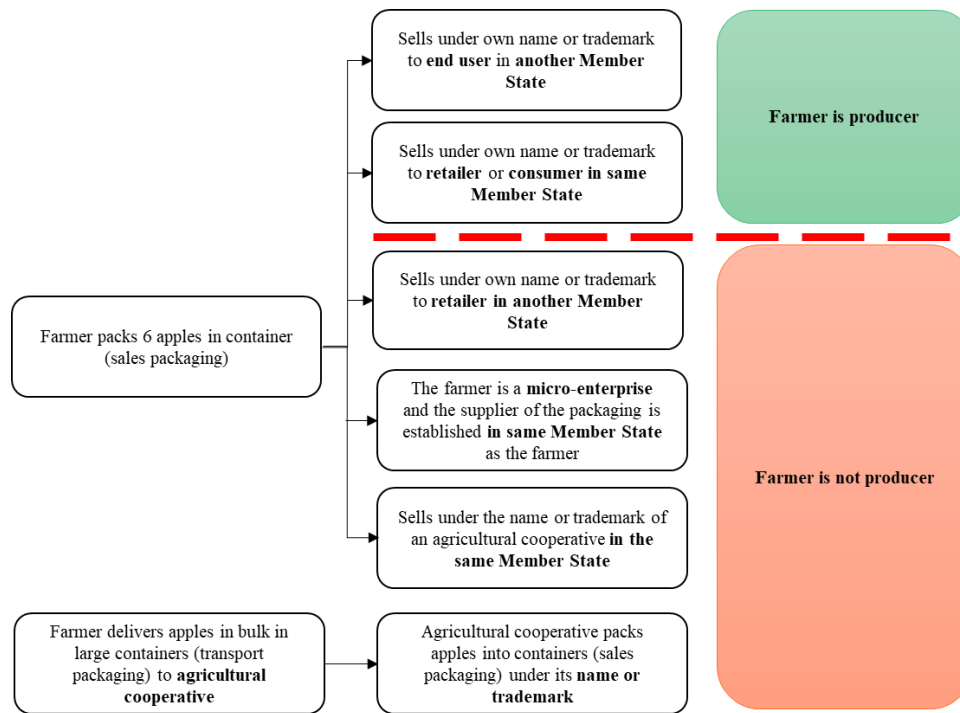 Sells under own name or trademark
to end user in another Member
State
Farmer is producer
Sells under own name or trademark
to retailer or consumer in same
Member State
Sells under own name or trademark
to retailer in another Member
State
Farmer packs 6 apples in container
(sales packaging)
The farmer is a micro-enterprise
and the supplier of the packaging is
established in same Member State
as the farmer
Farmer is not producer
Sells under the name or trademark of
an agricultural cooperative in the
same Member State
Farmer delivers apples in bulk in
large containers (transport
packaging) to agricultural
cooperative
Agricultural cooperative packs
apples into containers (sales
packaging) under its name or
trademark